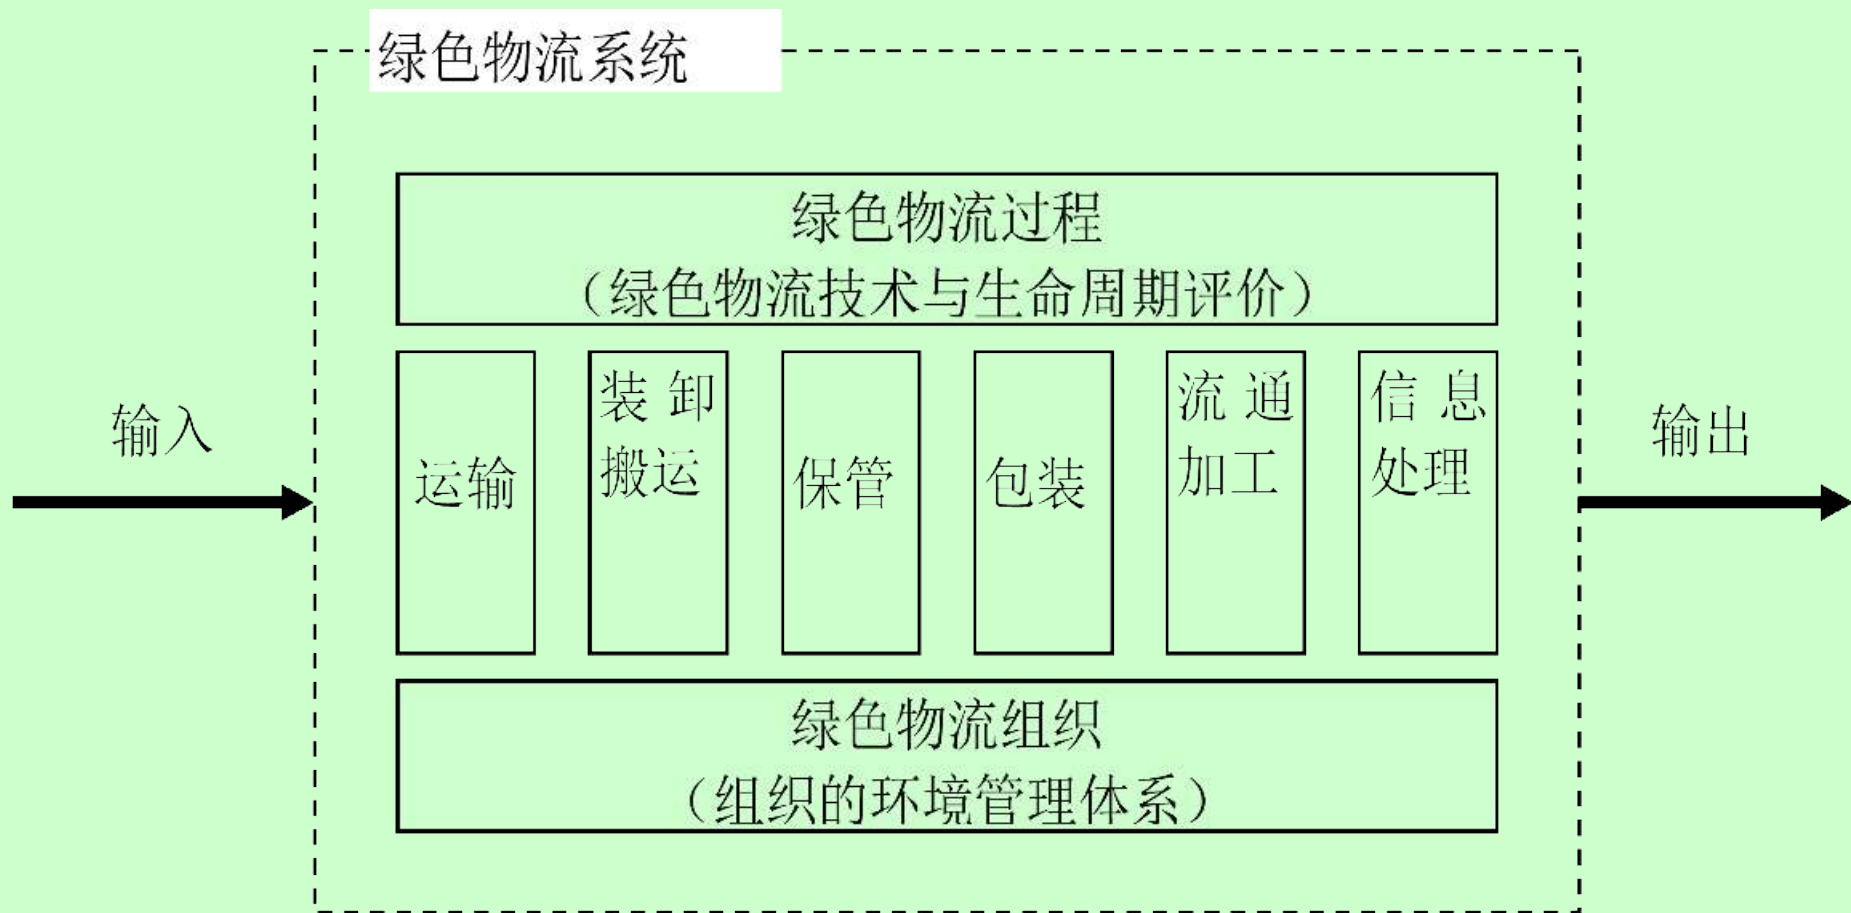 绿色物流系统
绿色物流过程
（绿色物流技术与生命周期评价）
输入
运输
装卸
搬运
保管
包装
流通
加工
信息
处理
输出
绿色物流组织
（组织的环境管理体系）